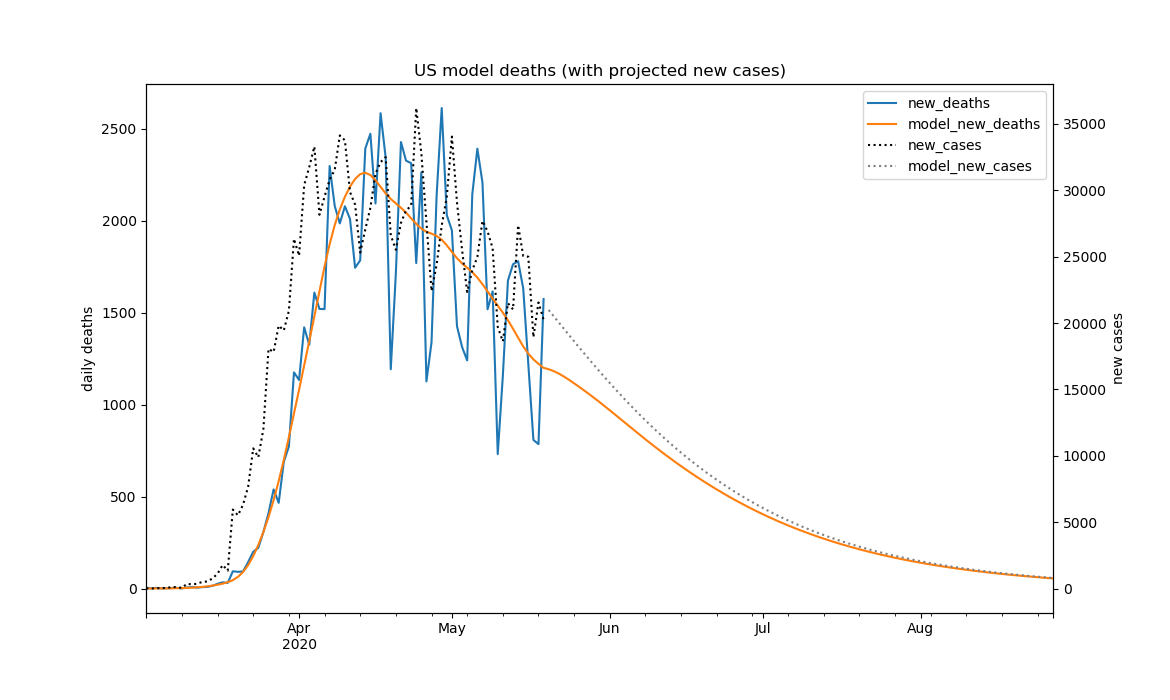 US model deaths (with projected new cases)
new_deaths
model_new_deaths
new_cases
model_new_cases
daily deaths
2500
2000
1500
1000
500
0
new cases
35000
30000
25000
20000
15000
10000
5000
0
Apr
2020
May
Jun
Jul
Aug